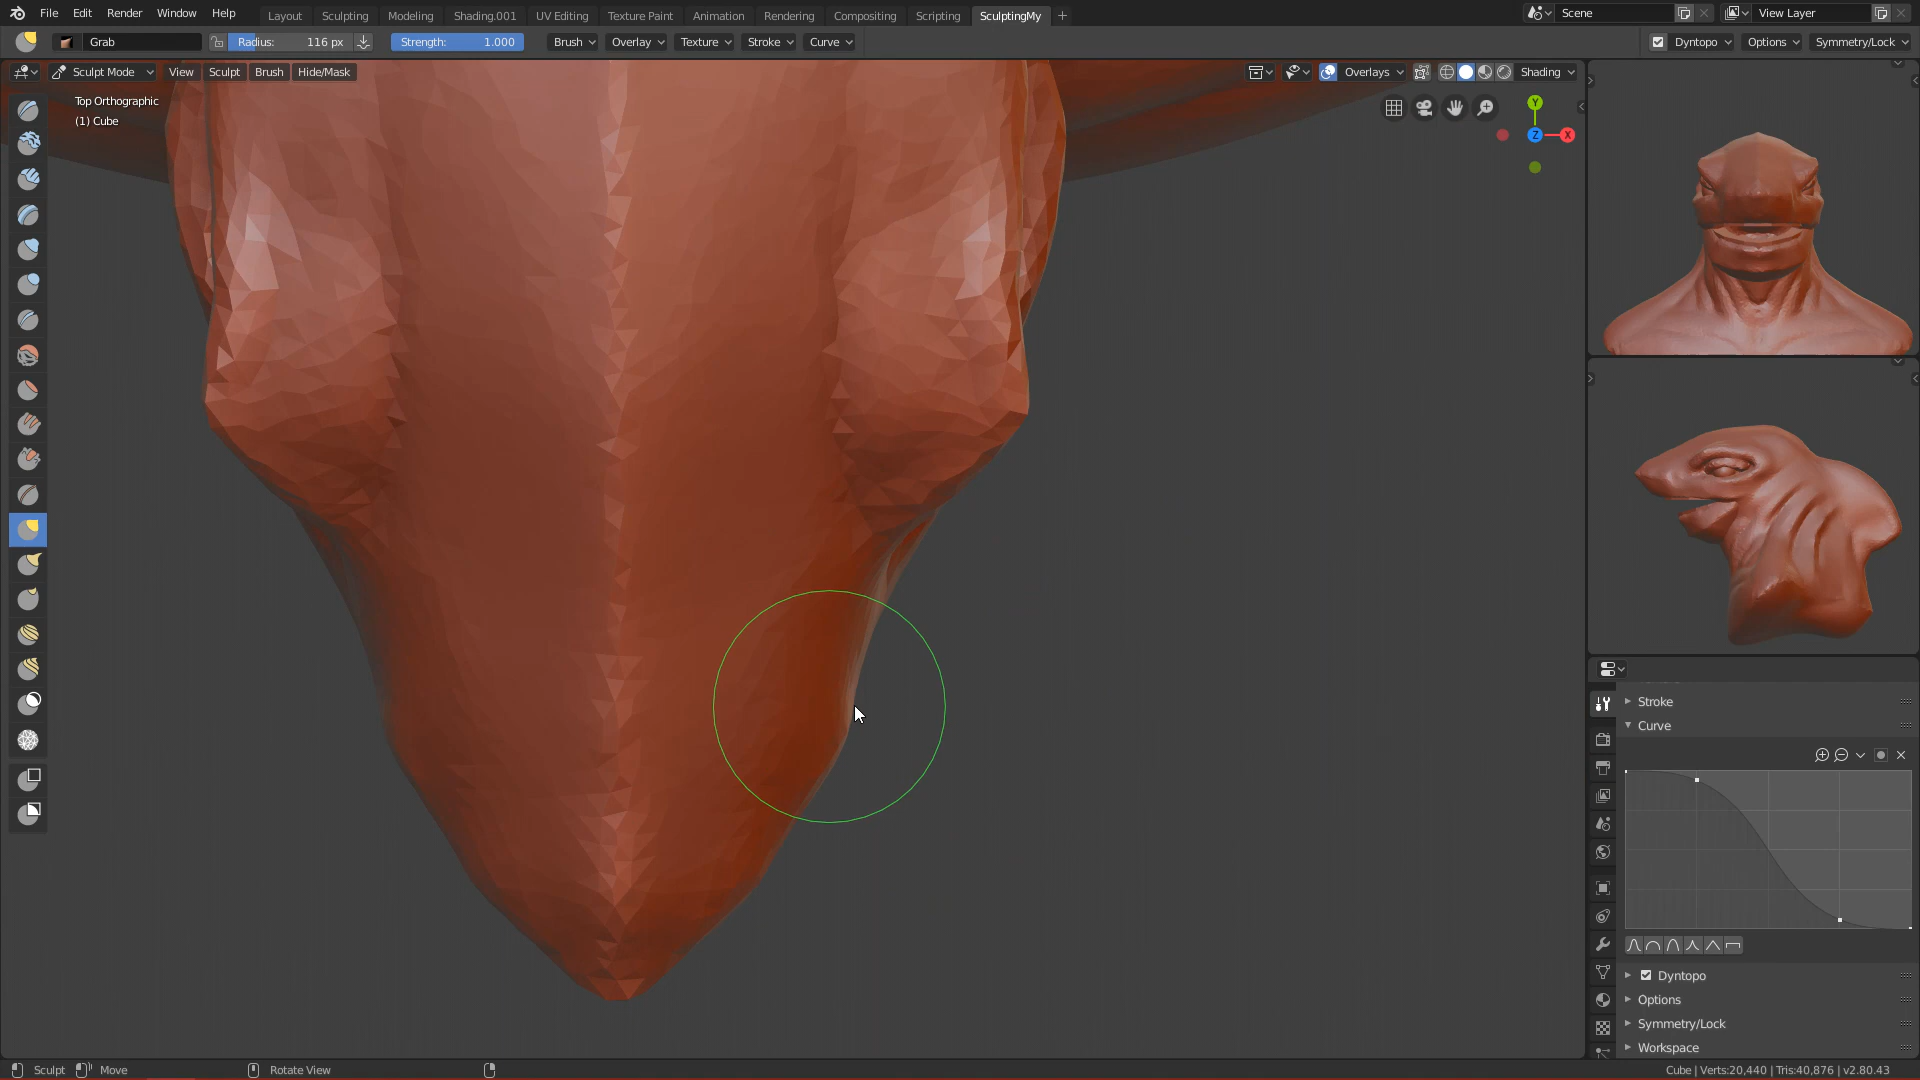 File Edit Render Window Help Layout Sculpting Modeling Shading.001 UV Editing Texture Paint Animation Rendering Compositing Scripting SculptingMy Scene View Layer
Grab Radius: 116 px Strength: 1.000 Brush Overlay Texture Stroke Curve Dyntopo Options Symmetry/Lock
Sculpt Mode View Sculpt Brush Hide/Mask Overlays Shading
Top Orthographic
(1) Cube
Y
Z X
Stroke
Curve
Dyntopo
Options
Symmetry/Lock
Workspace
Sculpt Move Rotate View Cube | Verts:20,440 | Tris:40,876 | v2.80.43